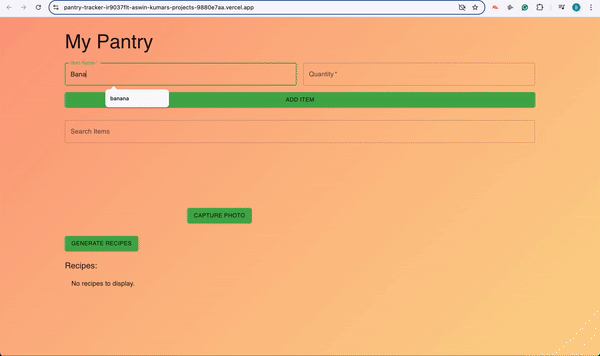 pantry-tracker-ir9037flt-aswin-kumars-projects-9880e7aa.vercel.app
My Pantry
Item Name *
Bana
Quantity *
banana
ADD ITEM
Search Items
CAPTURE PHOTO
GENERATE RECIPES
Recipes:
No recipes to display.